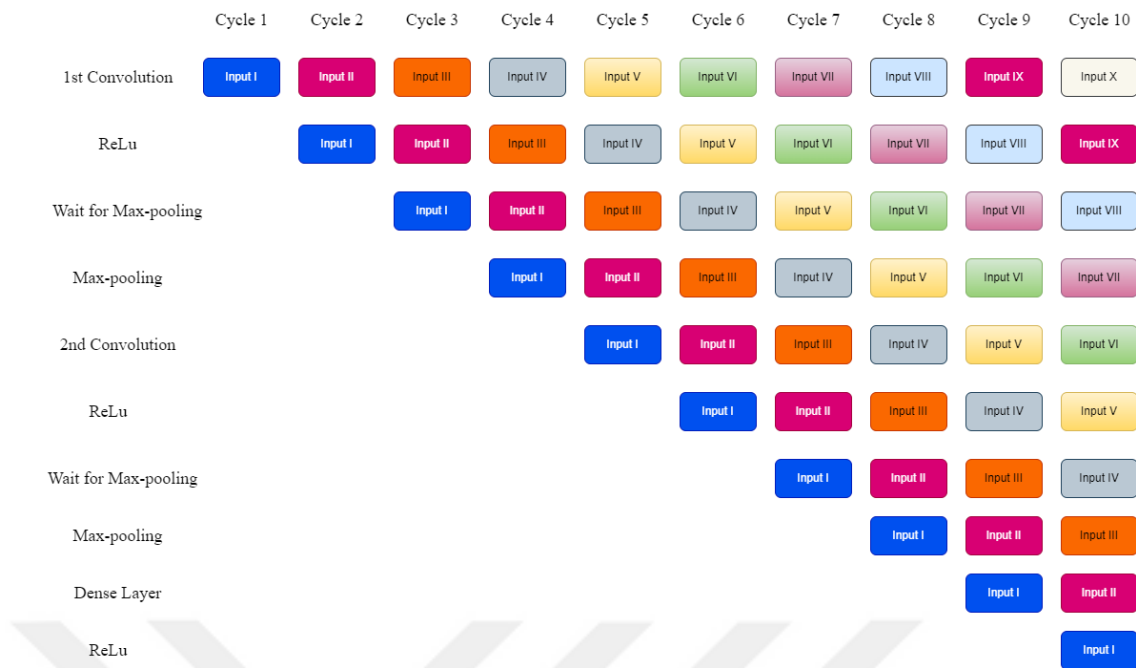 Cycle 1 Cycle 2 Cycle 3 Cycle 4 Cycle 5 Cycle 6 Cycle 7 Cycle 8 Cycle 9 Cycle 10
1st Convolution Input I Input II Input III Input IV Input V Input VI Input VII Input VIII Input IX Input X
ReLu Input I Input II Input III Input IV Input V Input VI Input VII Input VIII Input IX
Wait for Max-pooling Input I Input II Input III Input IV Input V Input VI Input VII Input VIII
Max-pooling Input I Input II Input III Input IV Input V Input VI Input VII
2nd Convolution Input I Input II Input III Input IV Input V Input VI
ReLu Input I Input II Input III Input IV Input V
Wait for Max-pooling Input I Input II Input III Input IV
Max-pooling Input I Input II Input III
Dense Layer Input I Input II
ReLu Input I